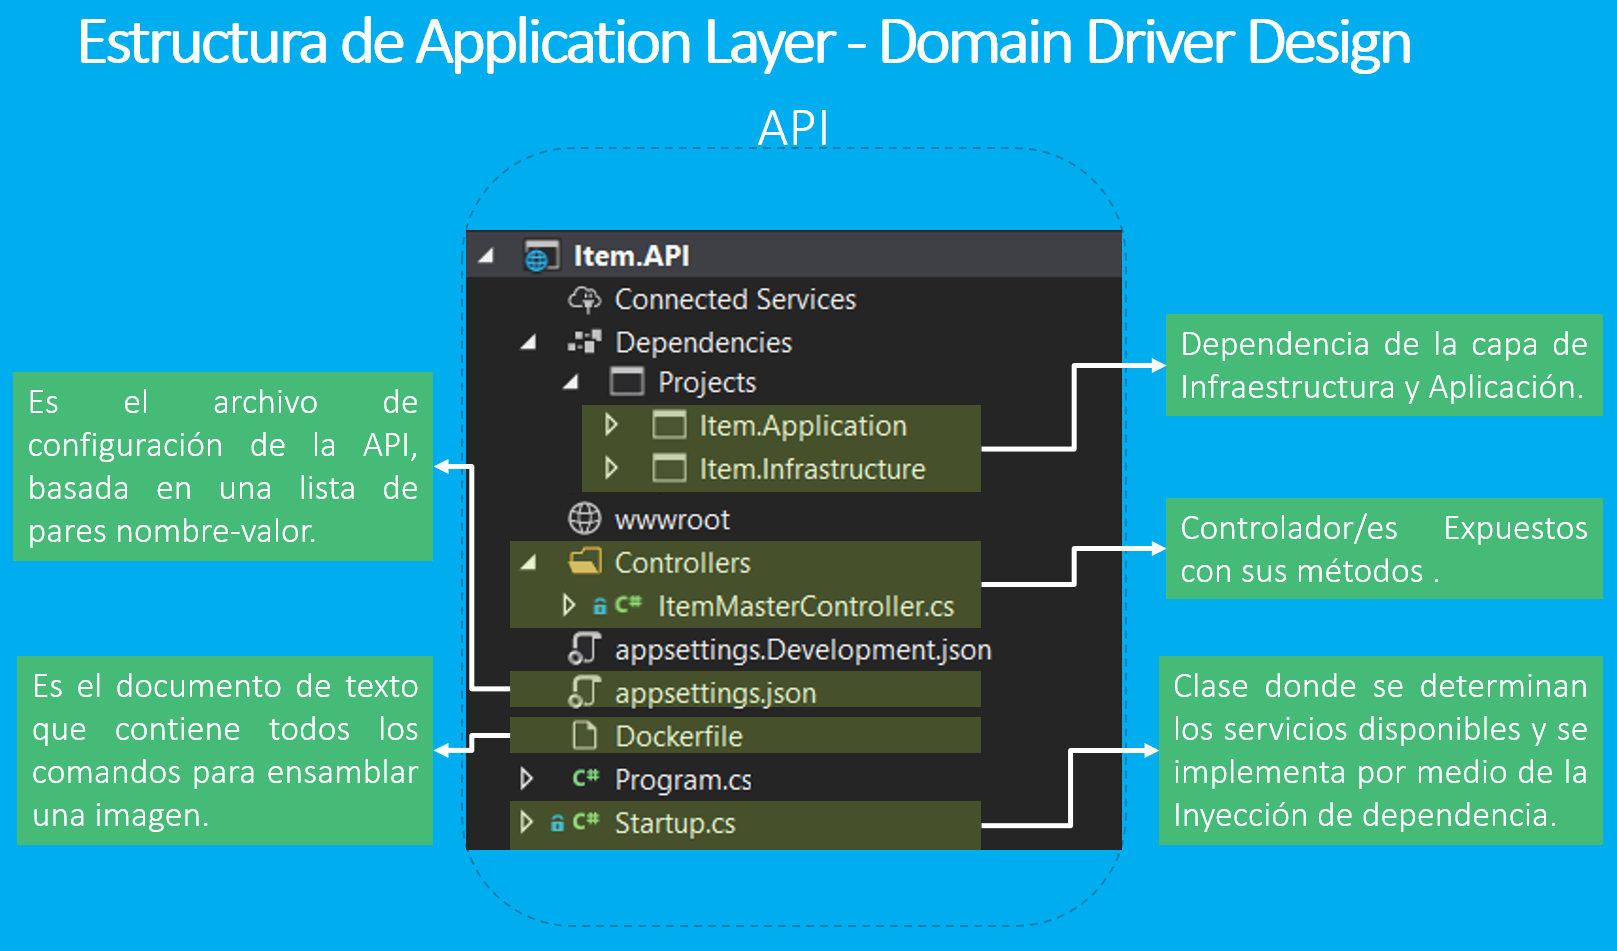 Estructura de Application Layer - Domain Driver Design
API
Item.API
Connected Services
Dependencies
Projects
Item.Application
Item.Infrastructure
wwwroot
Controllers
C# ItemMasterController.cs
appsettings.Development.json
appsettings.json
Dockerfile
C# Program.cs
C# Startup.cs
Es el archivo de
configuración de la API,
basada en una lista de
pares nombre-valor.
Es el documento de texto
que contiene todos los
comandos para ensamblar
una imagen.
Dependencia de la capa de
Infraestructura y Aplicación.
Controlador/es Expuestos
con sus métodos .
Clase donde se determinan
los servicios disponibles y se
implementa por medio de la
Inyección de dependencia.